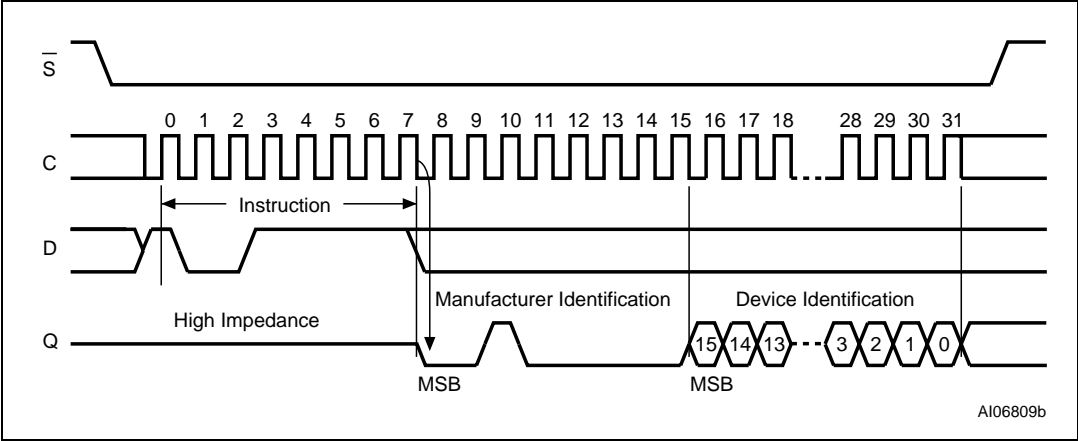 S
0 1 2 3 4 5 6 7 8 9 10 11 12 13 14 15 16 17 18 28 29 30 31
C
Instruction
D
Manufacturer Identification Device Identification
High Impedance
Q 15 14 13 3 2 1 0
MSB MSB
AI06809b